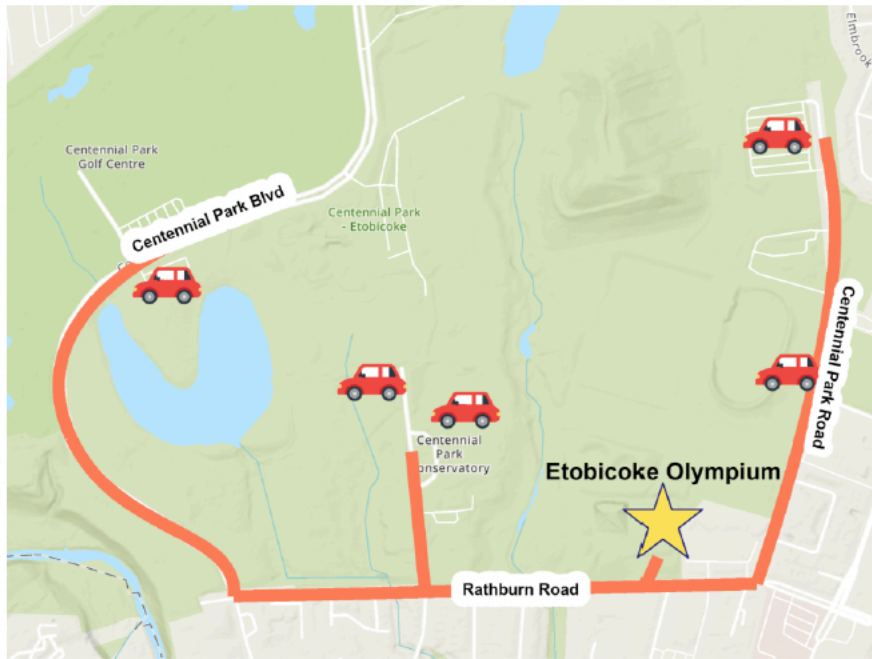 Elmbrook
Centennial Park
Golf Centre
Centennial Park Blvd
Centennial Park
- Etobicoke
Centennial Park Road
Centennial
Park
onservatory
Etobicoke Olympium
Rathburn Road